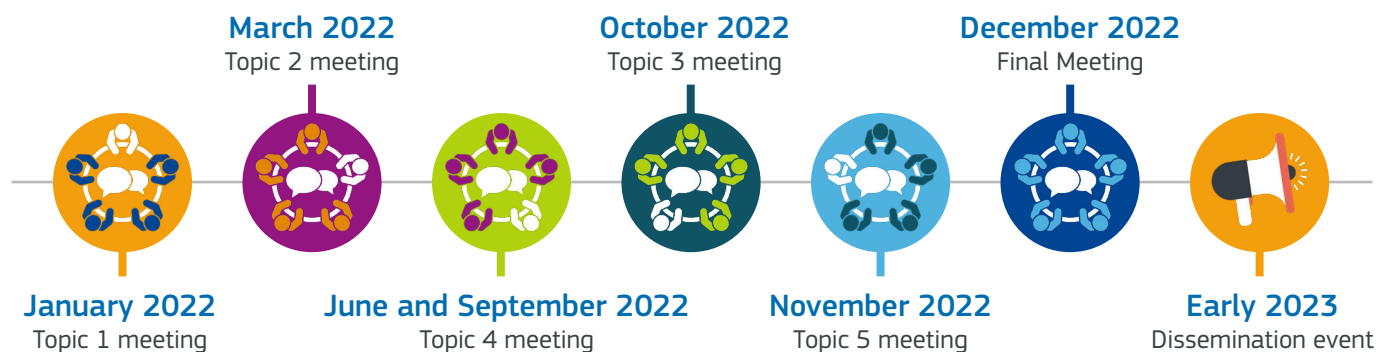 March 2022
Topic 2 meeting
October 2022
Topic 3 meeting
December 2022
Final Meeting
January 2022
Topic 1 meeting
June and September 2022
Topic 4 meeting
November 2022
Topic 5 meeting
Early 2023
Dissemination event